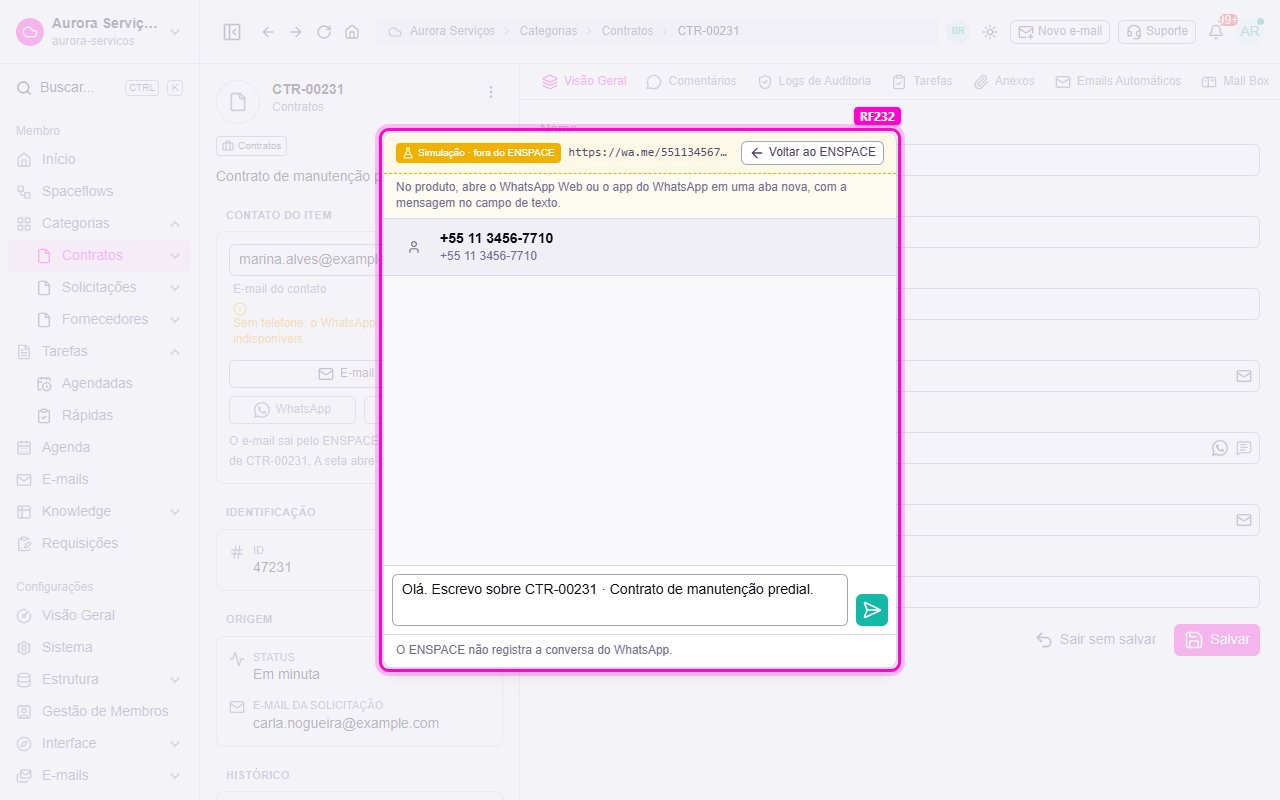 Aurora Serviç...
aurora-servicos
Aurora Serviços
Categorias
Contratos
CTR-00231
BR
Novo e-mail
Suporte
99+
AR
Buscar...
CTRL
K
Membro
Início
Spaceflows
Categorias
Contratos
Solicitações
Fornecedores
Tarefas
Agendadas
Rápidas
Agenda
E-mails
Knowledge
Requisições
Configurações
Visão Geral
Sistema
Estrutura
Gestão de Membros
Interface
E-mails
CTR-00231
Contratos
Contratos
Contrato de manutenção p
CONTATO DO ITEM
marina.alves@example
E-mail do contato
Sem telefone: o WhatsApp
indisponíveis.
E-mail
WhatsApp
O e-mail sai pelo ENSPACE
de CTR-00231. A seta abre
IDENTIFICAÇÃO
ID
47231
ORIGEM
STATUS
Em minuta
E-MAIL DA SOLICITAÇÃO
carla.nogueira@example.com
HISTÓRICO
Visão Geral
Comentários
Logs de Auditoria
Tarefas
Anexos
Emails Automáticos
Mail Box
Nome
RF232
Simulação · fora do ENSPACE
https://wa.me/551134567…
Voltar ao ENSPACE
No produto, abre o WhatsApp Web ou o app do WhatsApp em uma aba nova, com a
mensagem no campo de texto.
+55 11 3456-7710
+55 11 3456-7710
Olá. Escrevo sobre CTR-00231 · Contrato de manutenção predial.
O ENSPACE não registra a conversa do WhatsApp.
Sair sem salvar
Salvar